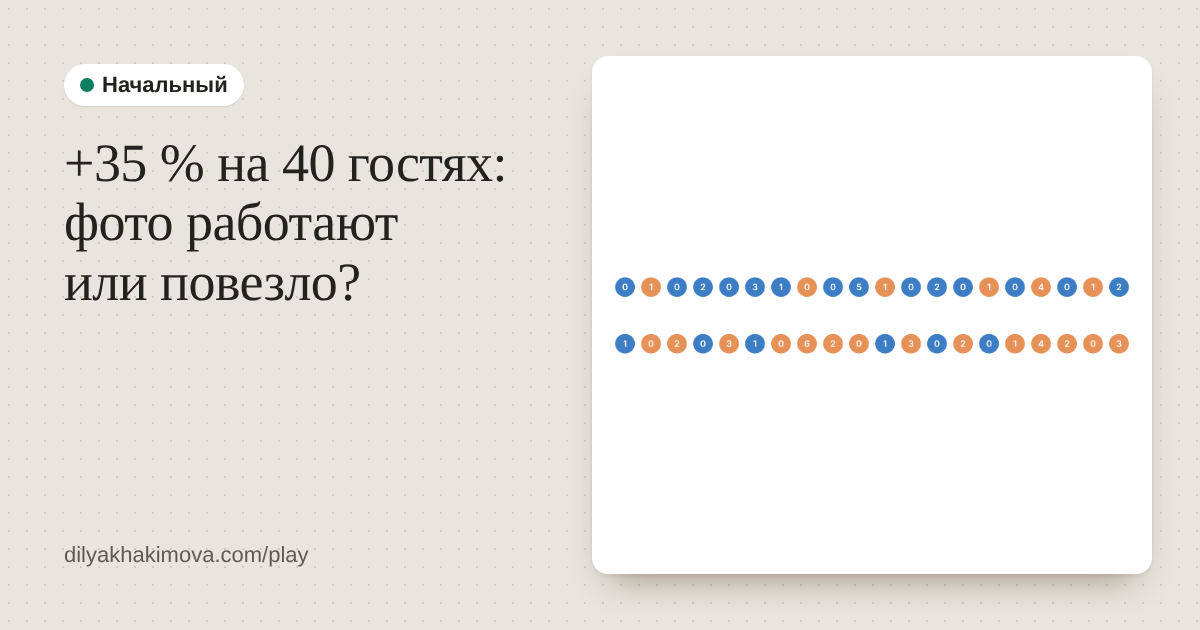 Начальный
+35 % на 40 гостях:
фото работают
или повезло?
0 1 0 2 0 3 1 0 0 5 1 0 2 0 1 0 4 0 1 2
1 0 2 0 3 1 0 6 2 0 1 3 0 2 0 1 4 2 0 3
dilyakhakimova.com/play